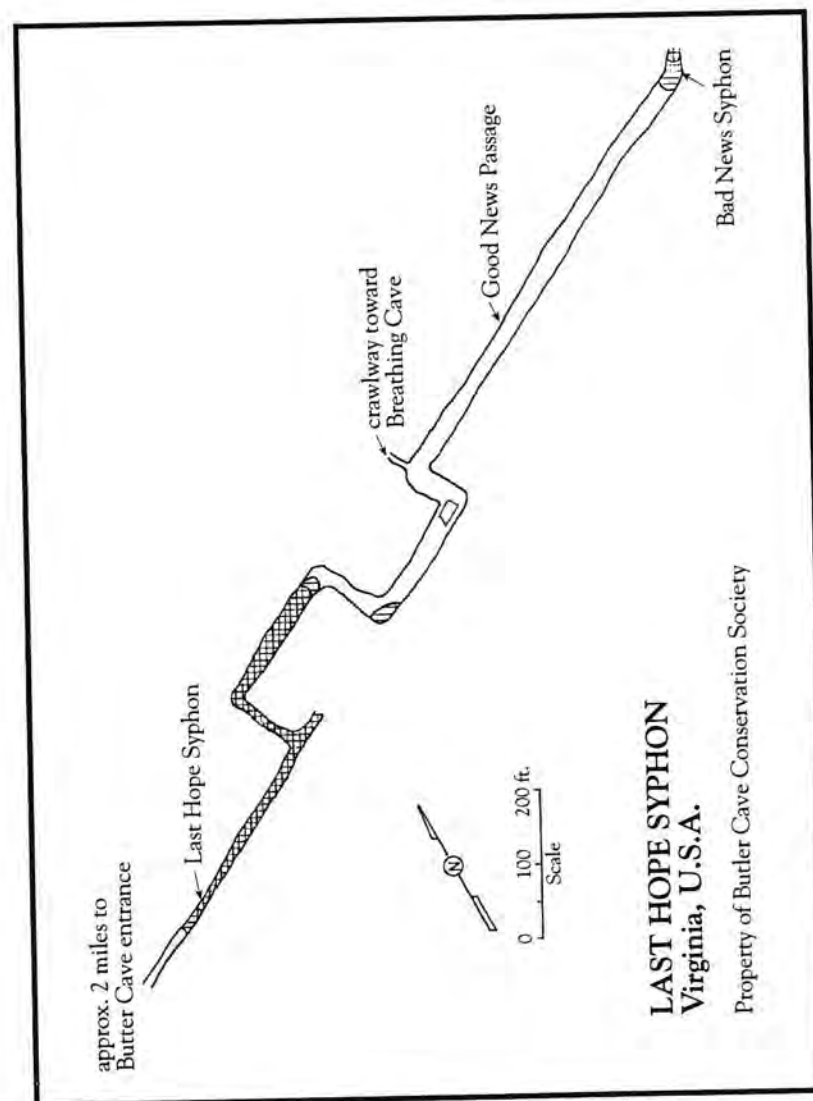 approx. 2 miles to
Butter Cave entrance
Last Hope Syphon
crawlway toward
Breathing Cave
Good News Passage
Bad News Syphon
N
0 100 200 ft.
Scale
LAST HOPE SYPHON
Virginia, U.S.A.
Property of Butler Cave Conservation Society